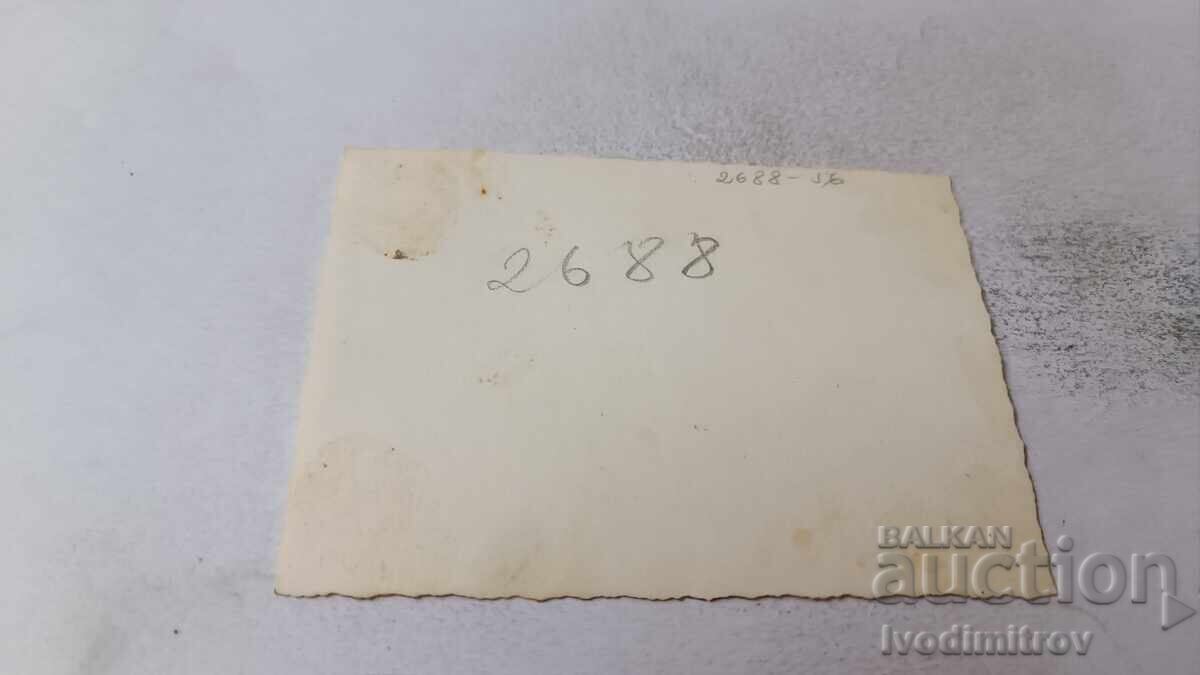 2688-
2688
BALKAN
auction
Ivodimitrov